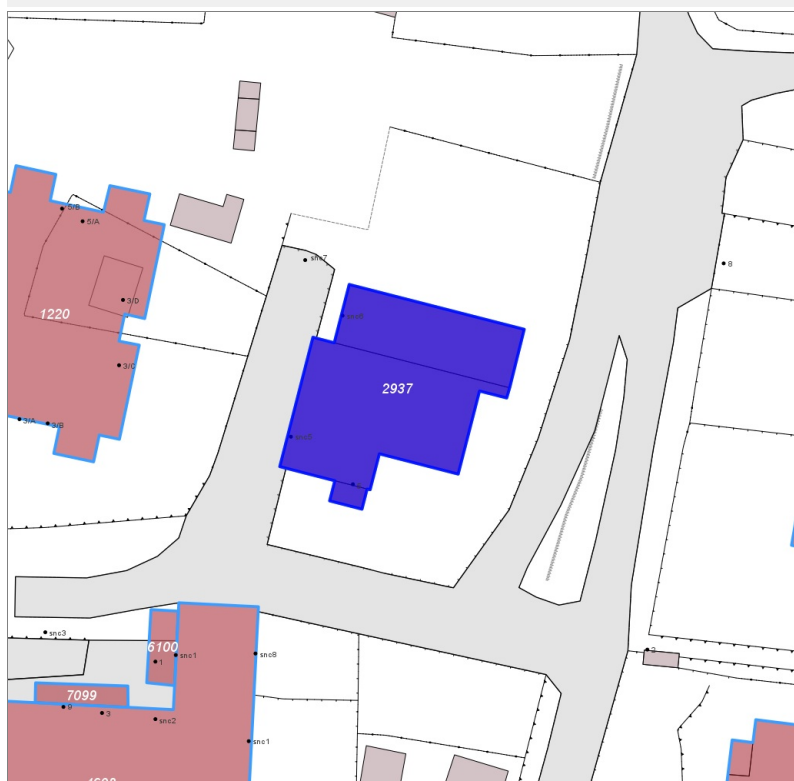 5/B
5/A
snc7
8
3/D
1220
snc6
3/C
2937
3/A
3/B
snc5
snc3
6100
snc1
snc8
1
3
7099
9
3
snc2
snc1